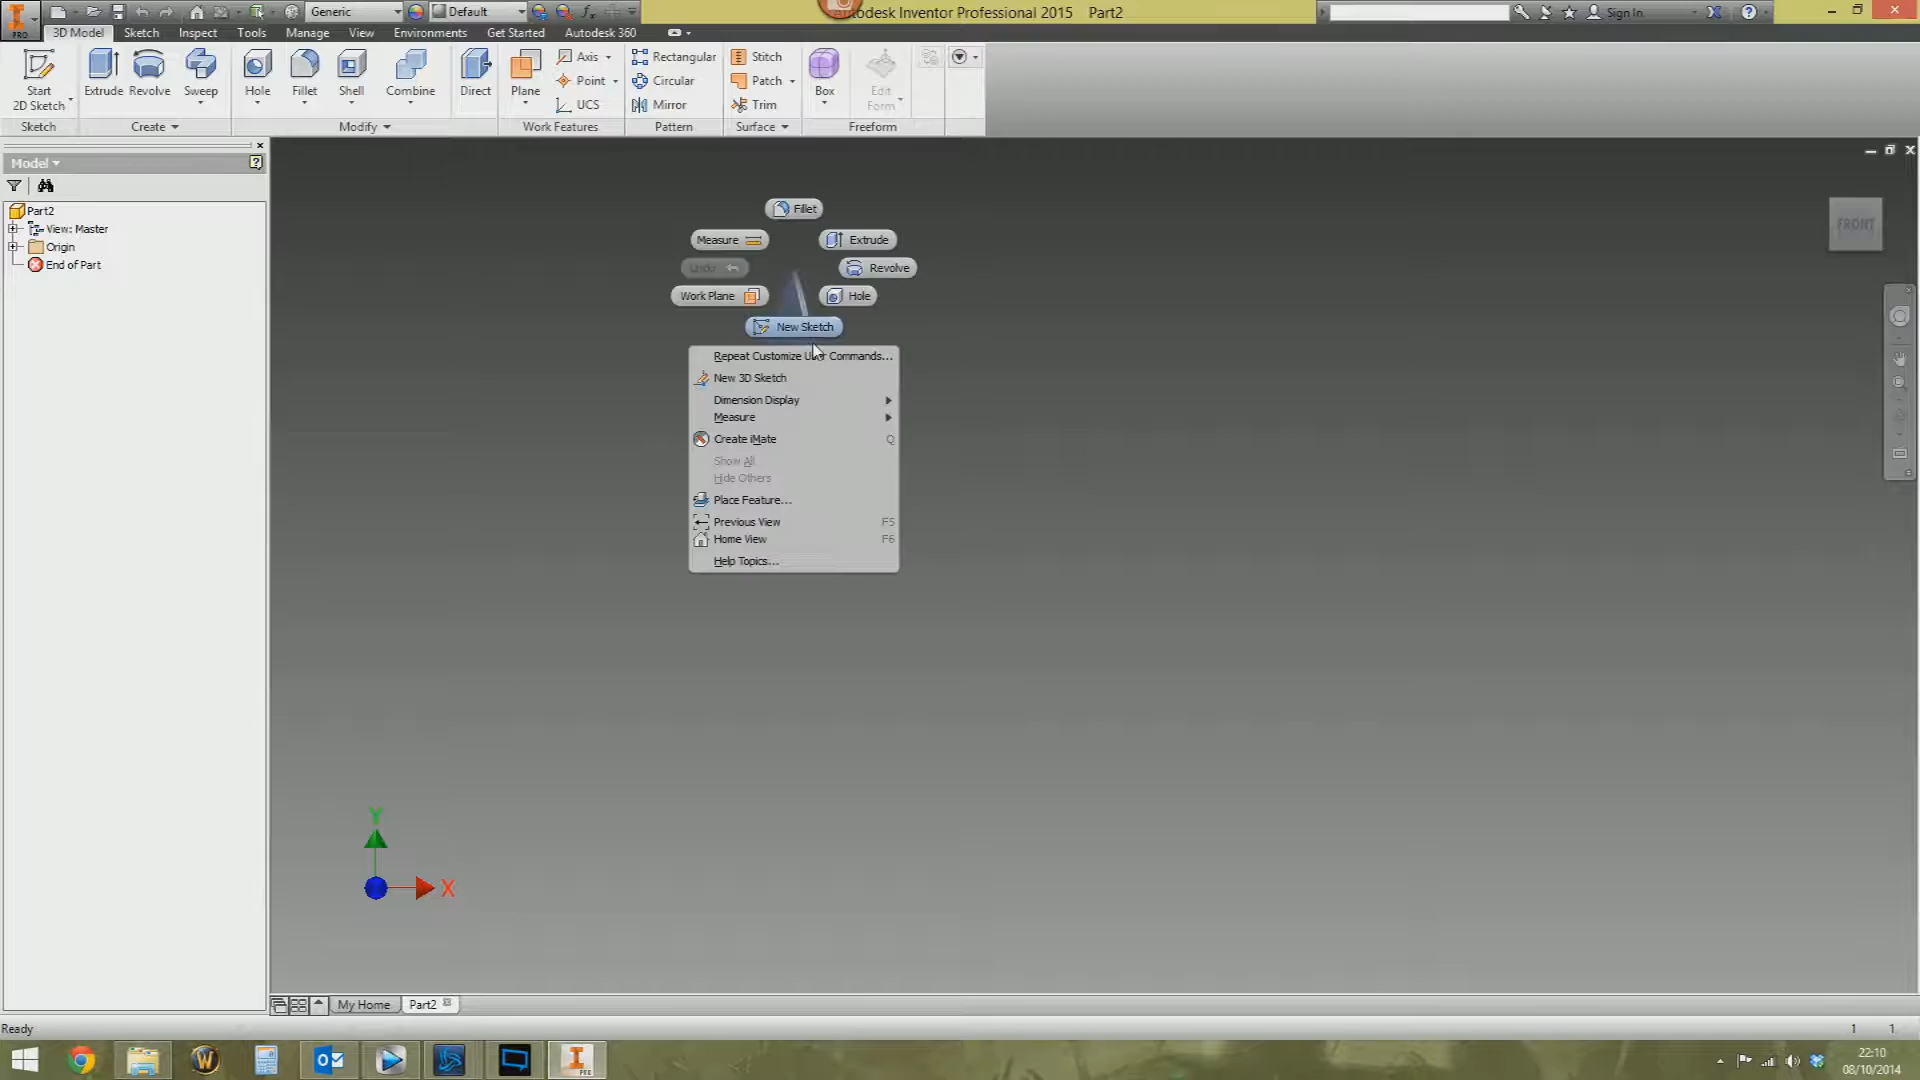 Generic
Default
Autodesk Inventor Professional 2015 Part2
Sign In
PRO
3D Model Sketch Inspect Tools Manage View Environments Get Started Autodesk 360
Start
2D Sketch
Extrude Revolve Sweep
Hole Fillet Shell Combine
Direct
Plane
Axis
Point
UCS
Rectangular
Circular
Mirror
Stitch
Patch
Trim
Box
Edit
Form
Sketch Create Modify Work Features Pattern Surface Freeform
Model
Part2
View: Master
Origin
End of Part
FRONT
Fillet
Measure Extrude
Undo Revolve
Work Plane Hole
New Sketch
Repeat Customize User Commands...
New 3D Sketch
Dimension Display
Measure
Create iMate Q
Show All
Hide Others
Place Feature...
Previous View F5
Home View F6
Help Topics...
Y
X
My Home Part2
Ready 1 1
22:10
08/10/2014